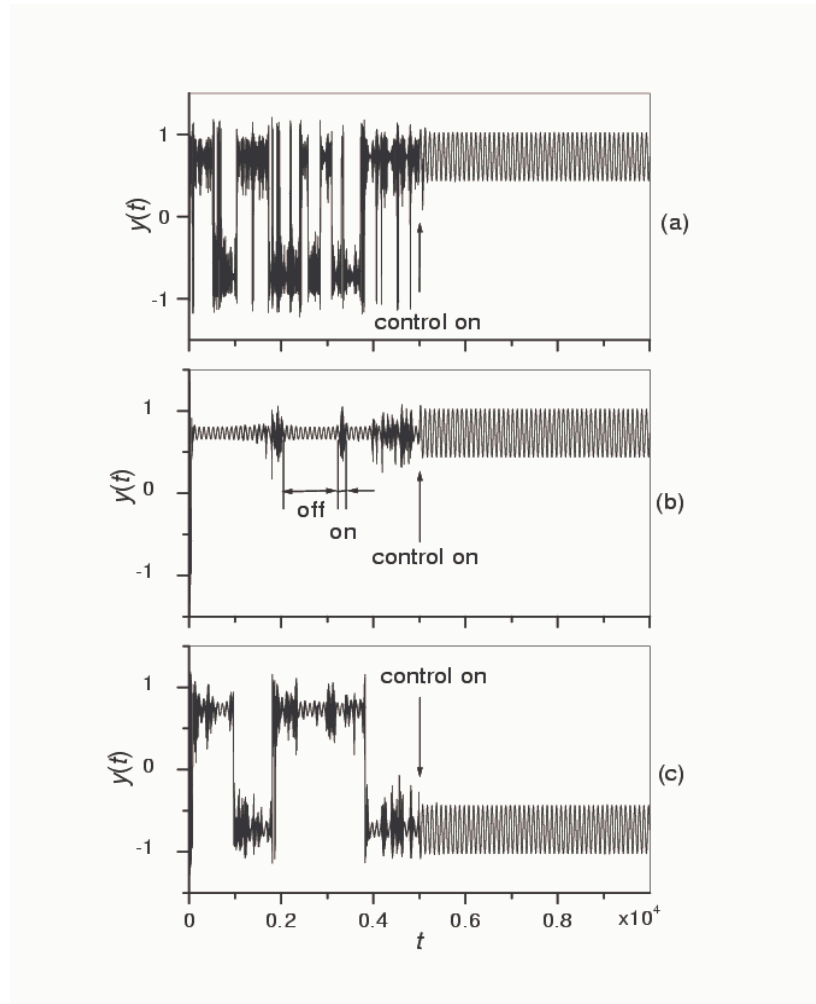 1
0
-1
y(t)
(a)
control on
1
0
-1
y(t)
(b)
off
on
control on
1
0
-1
y(t)
(c)
control on
0 0.2 0.4 0.6 0.8 x10⁴
t